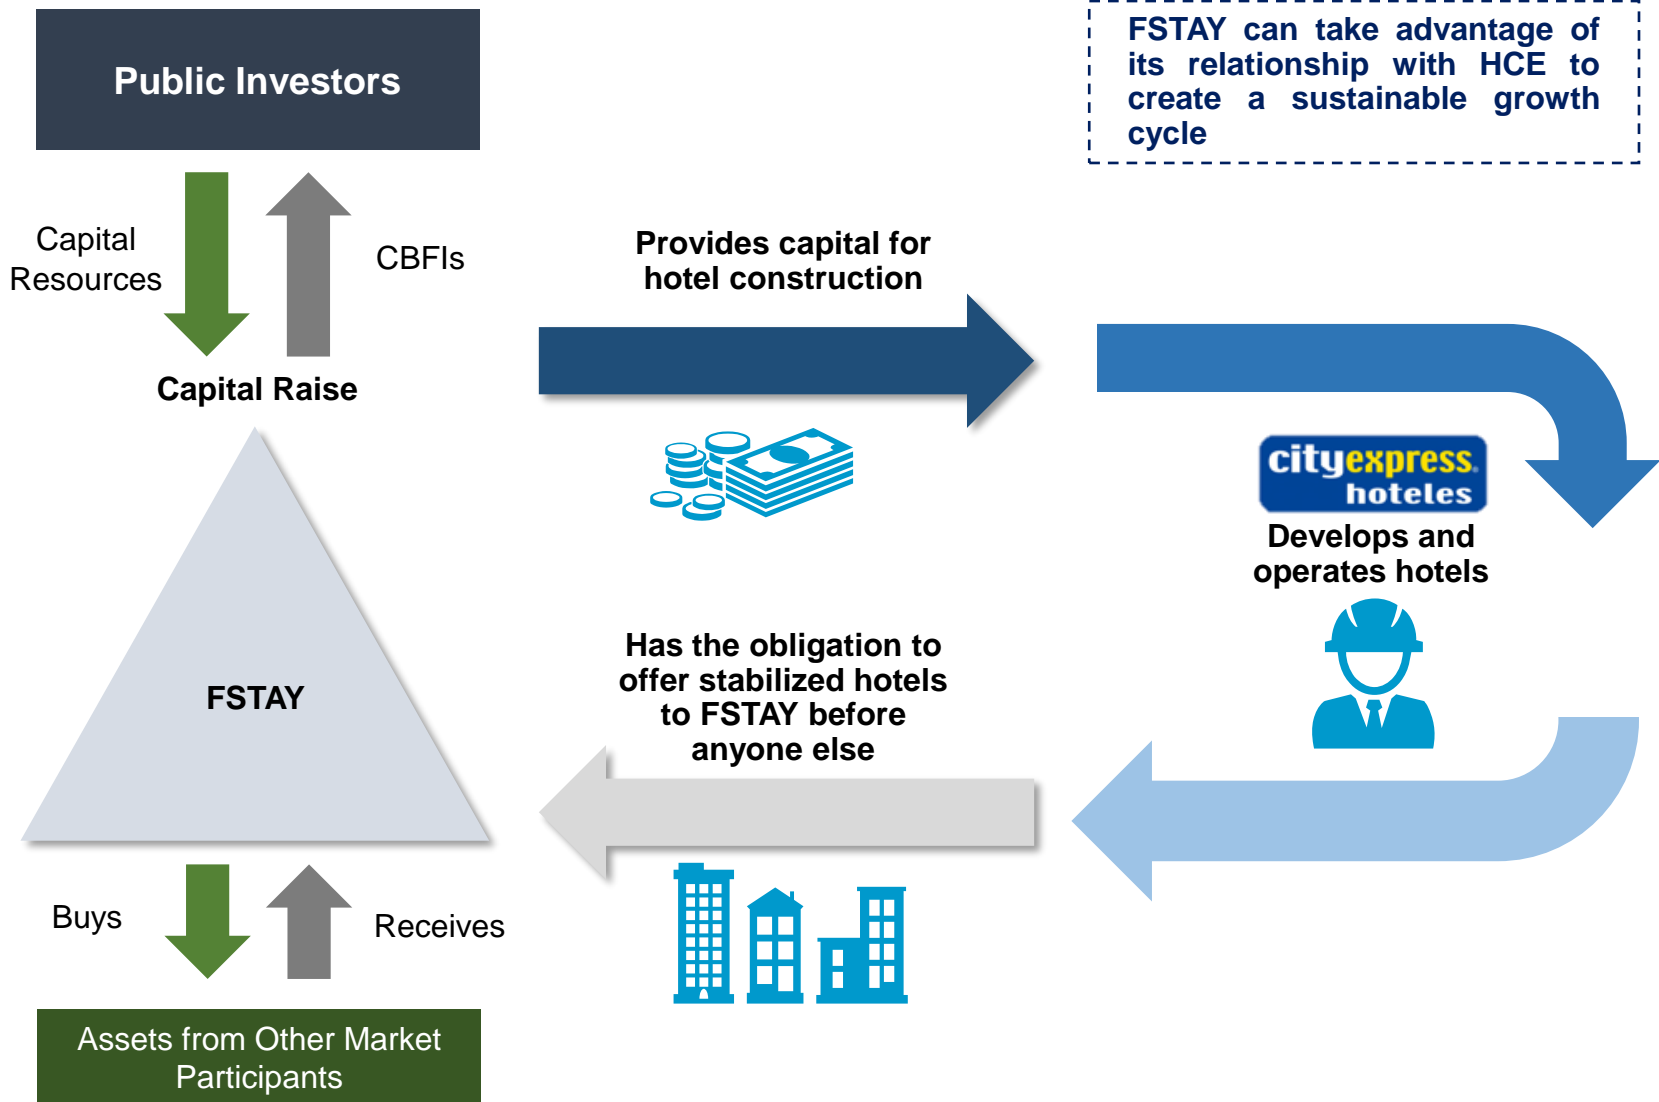 Public Investors
FSTAY can take advantage of
its relationship with HCE to
create a sustainable growth
cycle
Capital
Resources
CBFIs
Capital Raise
Provides capital for
hotel construction
cityexpress.
hoteles
Develops and
operates hotels
FSTAY
Has the obligation to
offer stabilized hotels
to FSTAY before
anyone else
Buys
Receives
Assets from Other Market
Participants